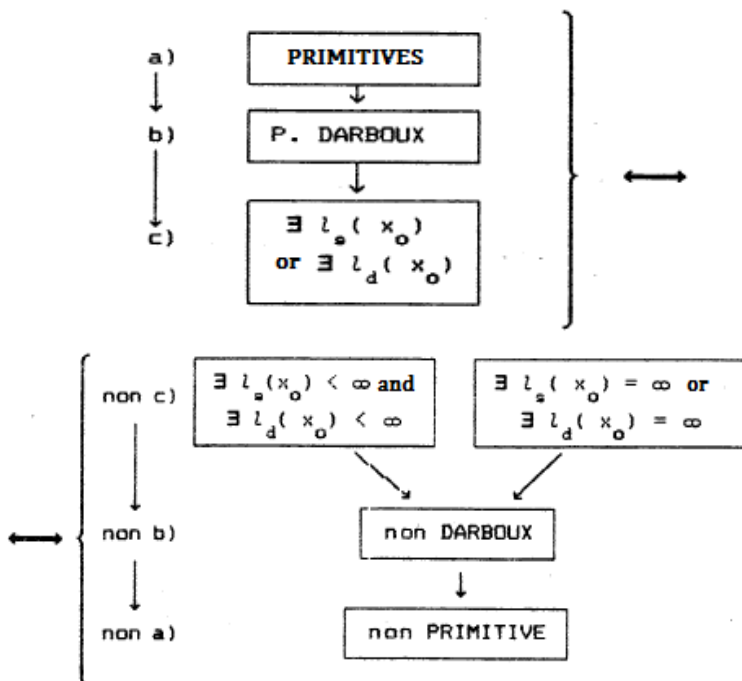 a) PRIMITIVES
b) P. DARBOUX
c) ∃ l_s( x_o)
or ∃ l_d( x_o)
non c) ∃ l_s(x_o) < ∞ and
∃ l_d( x_o) < ∞
∃ l_s( x_o) = ∞ or
∃ l_d( x_o) = ∞
non b) non DARBOUX
non a) non PRIMITIVE